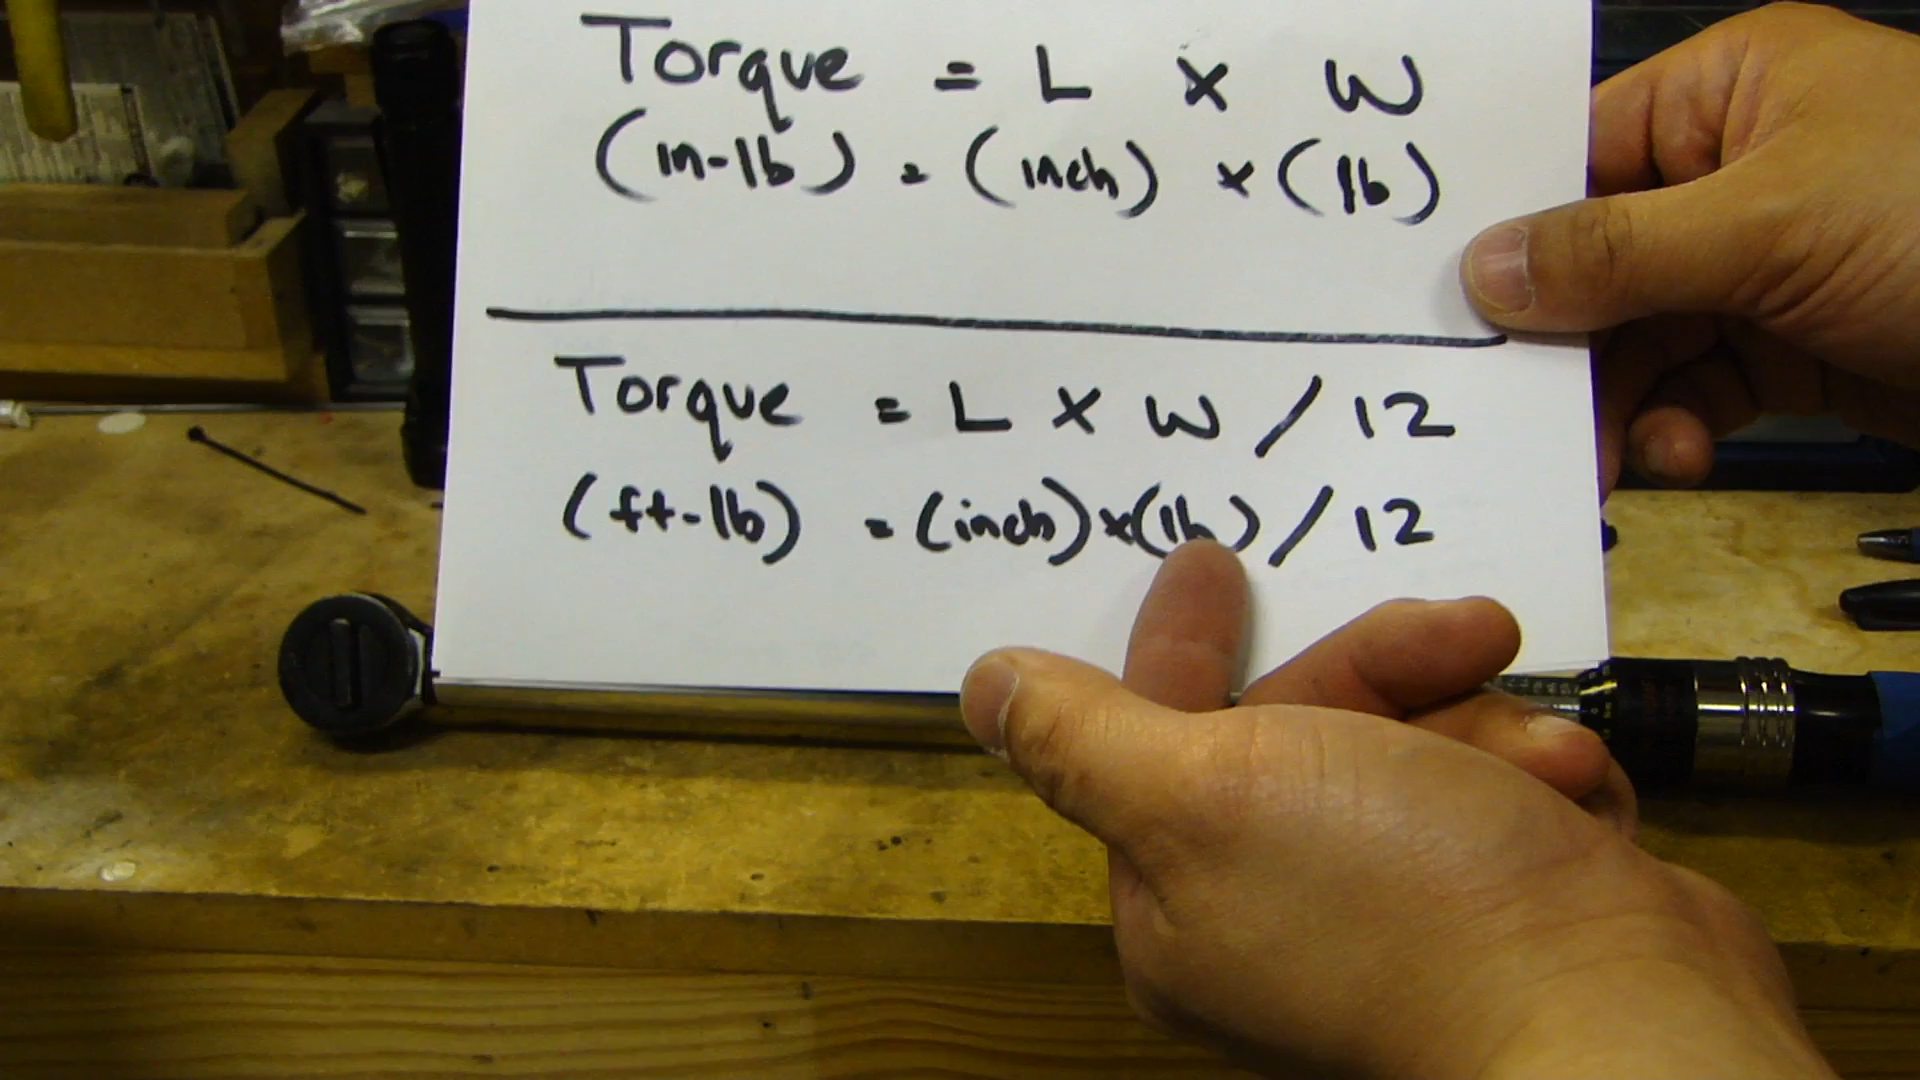 Torque = L x W
(in-lb) = (inch) x (lb)
Torque = L x W / 12
(ft-lb) = (inch) x (lb) / 12